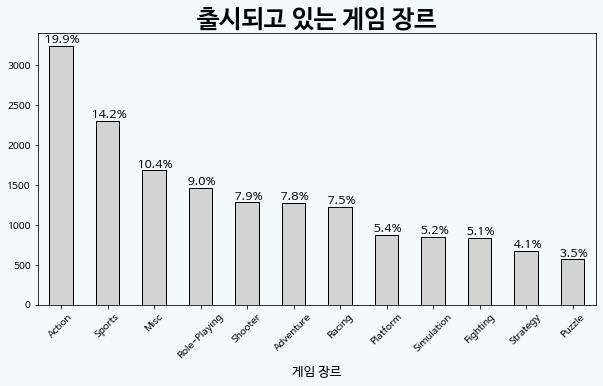 출시되고 있는 게임 장르
3000
2500
2000
1500
1000
500
0
19.9%
14.2%
10.4%
9.0%
7.9%
7.8%
7.5%
5.4%
5.2%
5.1%
4.1%
3.5%
Action
Sports
Misc
Role-Playing
Shooter
Adventure
Racing
Platform
Simulation
Fighting
Strategy
Puzzle
게임 장르